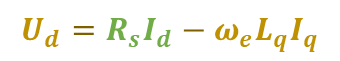 U_d = R_s I_d − ω_e L_q I_q